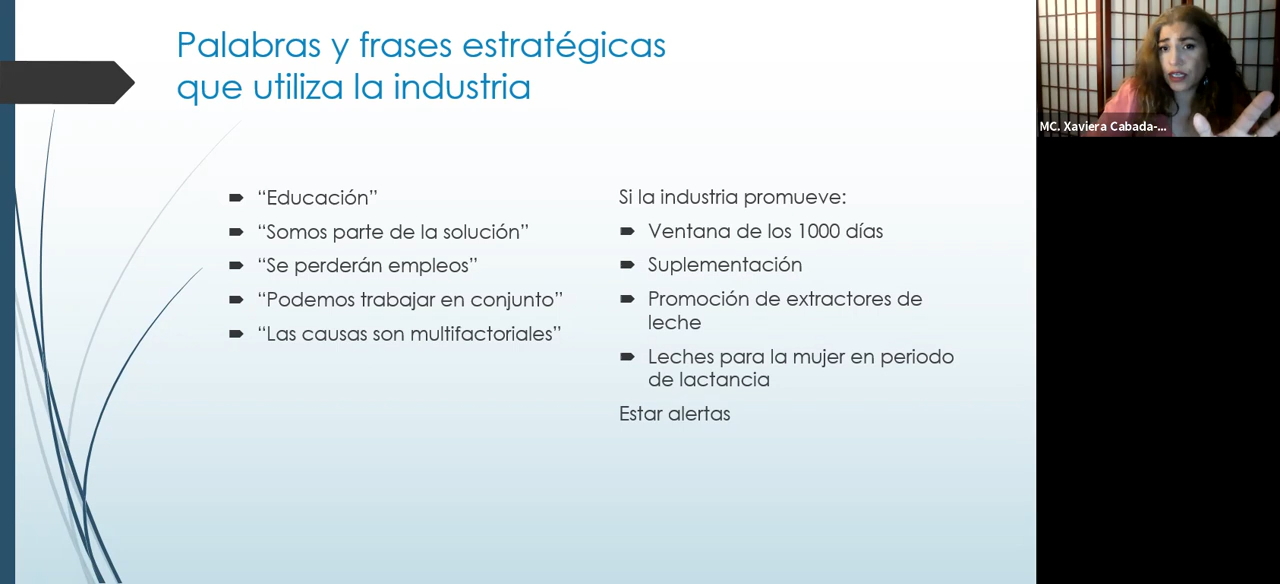 Palabras y frases estratégicas
que utiliza la industria
“Educación”
“Somos parte de la solución”
“Se perderán empleos”
“Podemos trabajar en conjunto”
“Las causas son multifactoriales”
Si la industria promueve:
Ventana de los 1000 días
Suplementación
Promoción de extractores de
leche
Leches para la mujer en periodo
de lactancia
Estar alertas
MC. Xaviera Cabada-...